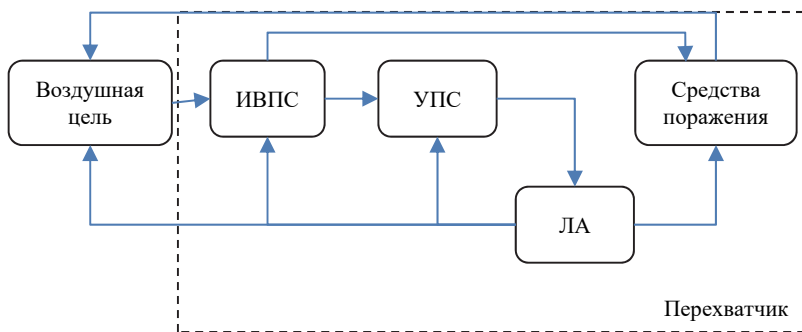 Воздушная
цель
ИВПС
УПС
Средства
поражения
ЛА
Перехватчик